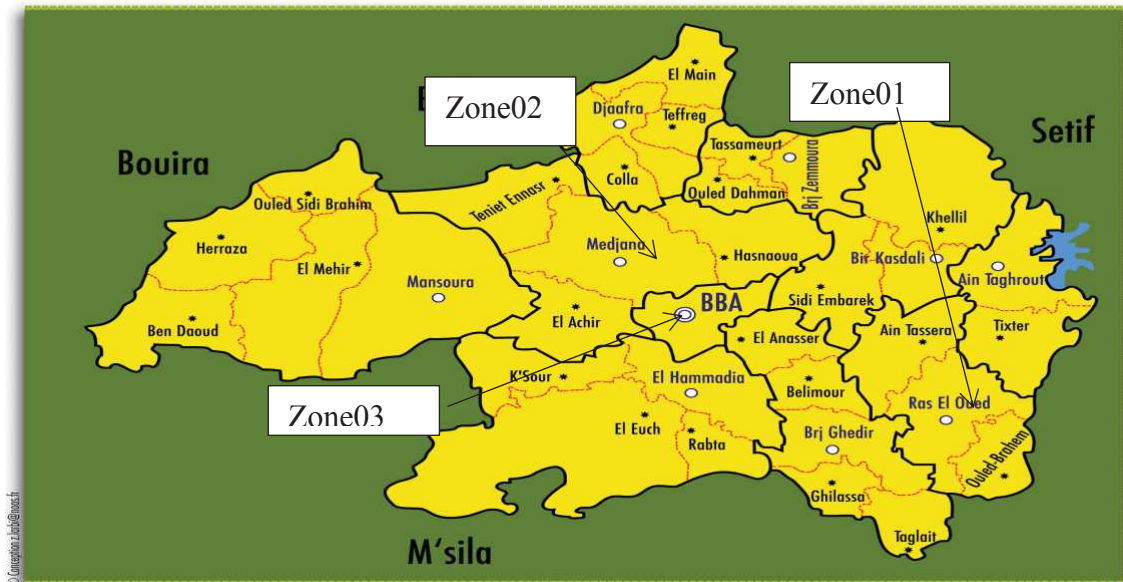 El Main
Zone02
Zone01
Djaafra
Teffreg
Setif
Bouira
Tassameurt
Brj Zemmoura
Colla
Ouled Dahman
Teniet Ennasr
Ouled Sidi Brahim
Khellil
Herraza
Medjana
Hasnaoua
El Mehir
Bir Kasdali
Ain Taghrout
Mansoura
Sidi Embarek
BBA
Ben Daoud
El Achir
El Anasser
Ain Tassera
Tixter
K'Sour
El Hammadia
Belimour
Zone03
Ras El Oued
El Euch
Rabta
Brj Ghedir
Ouled-Brahem
Ghilassa
Taglait
M'sila